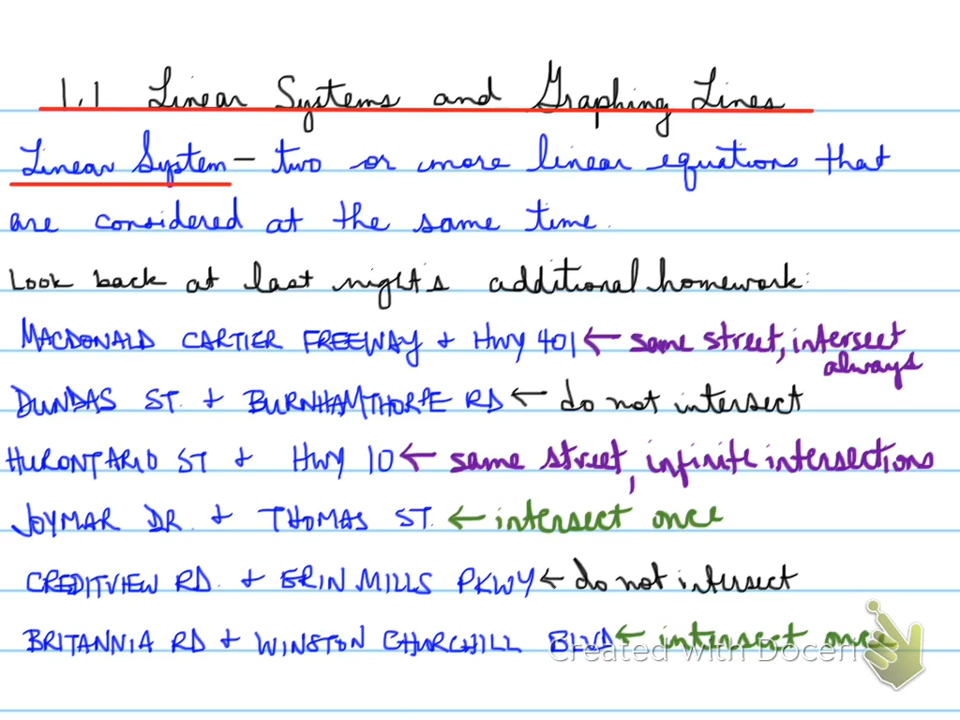 1.1 Linear Systems and Graphing Lines
Linear System - two or more linear equations that
are considered at the same time.
Look back at last night's additional homework:
MACDONALD CARTIER FREEWAY & HWY 401 ← same street, intersect
always
DUNDAS ST. & BURNHAMTHORPE RD ← do not intersect
HURONTARIO ST & HWY 10 ← same street, infinite intersections
JOYMAR DR. & THOMAS ST. ← intersect once
CREDITVIEW RD. & ERIN MILLS PKWY ← do not intersect
BRITANNIA RD & WINSTON CHURCHILL BLVD ← intersect once
Created with Doceri